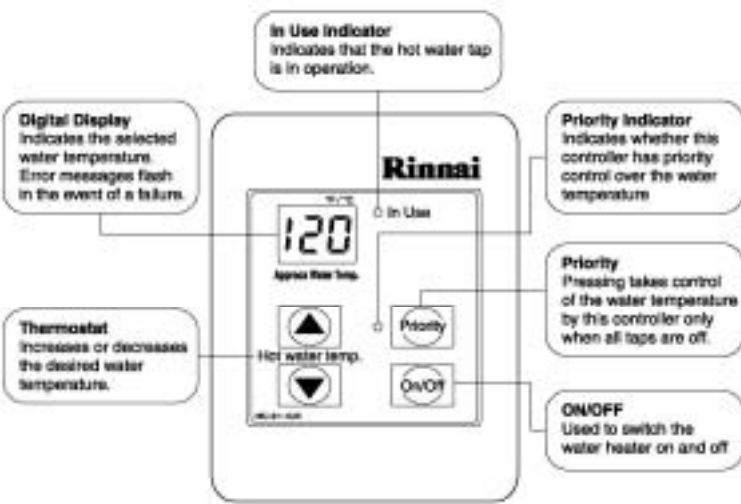 In Use Indicator
Indicates that the hot water tap
is in operation.
Digital Display
Indicates the selected
water temperature.
Error messages flash
in the event of a failure.
Priority Indicator
Indicates whether this
controller has priority
control over the water
temperature
Rinnai
°F/°C
120
In Use
Approx Water Temp.
Priority
Pressing takes control
of the water temperature
by this controller only
when all taps are off.
Thermostat
Increases or decreases
the desired water
temperature.
Priority
Hot water temp.
On/Off
ON/OFF
Used to switch the
water heater on and off